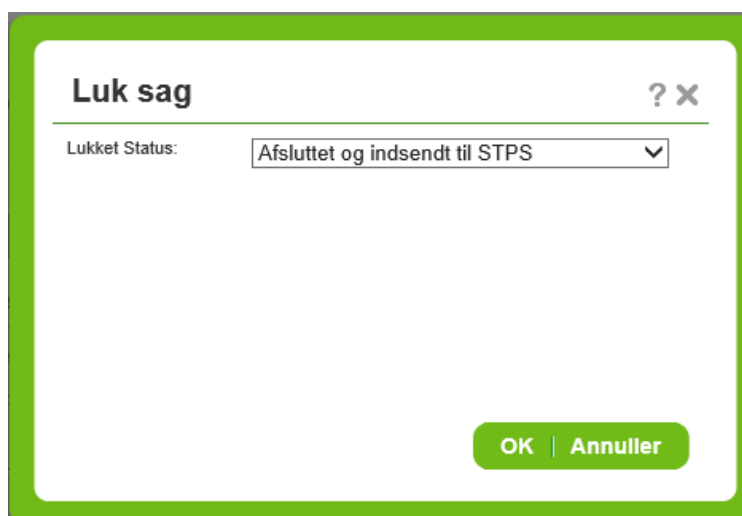 Luk sag
?
Lukket Status:
Afsluttet og indsendt til STPS
OK | Annuller